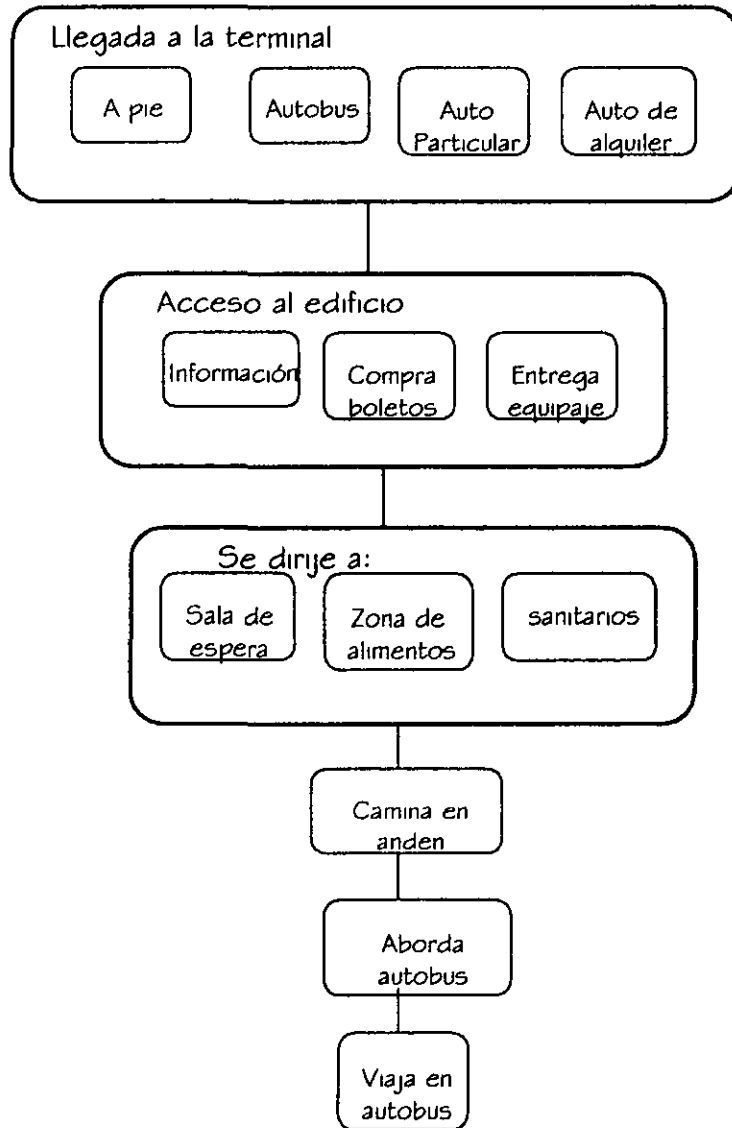 Llegada a la terminal
A pie
Autobus
Auto
Particular
Auto de
alquiler
Acceso al edificio
Información
Compra
boletos
Entrega
equipaje
Se dirije a:
Sala de
espera
Zona de
alimentos
sanitarios
Camina en
anden
Aborda
autobus
Viaja en
autobus